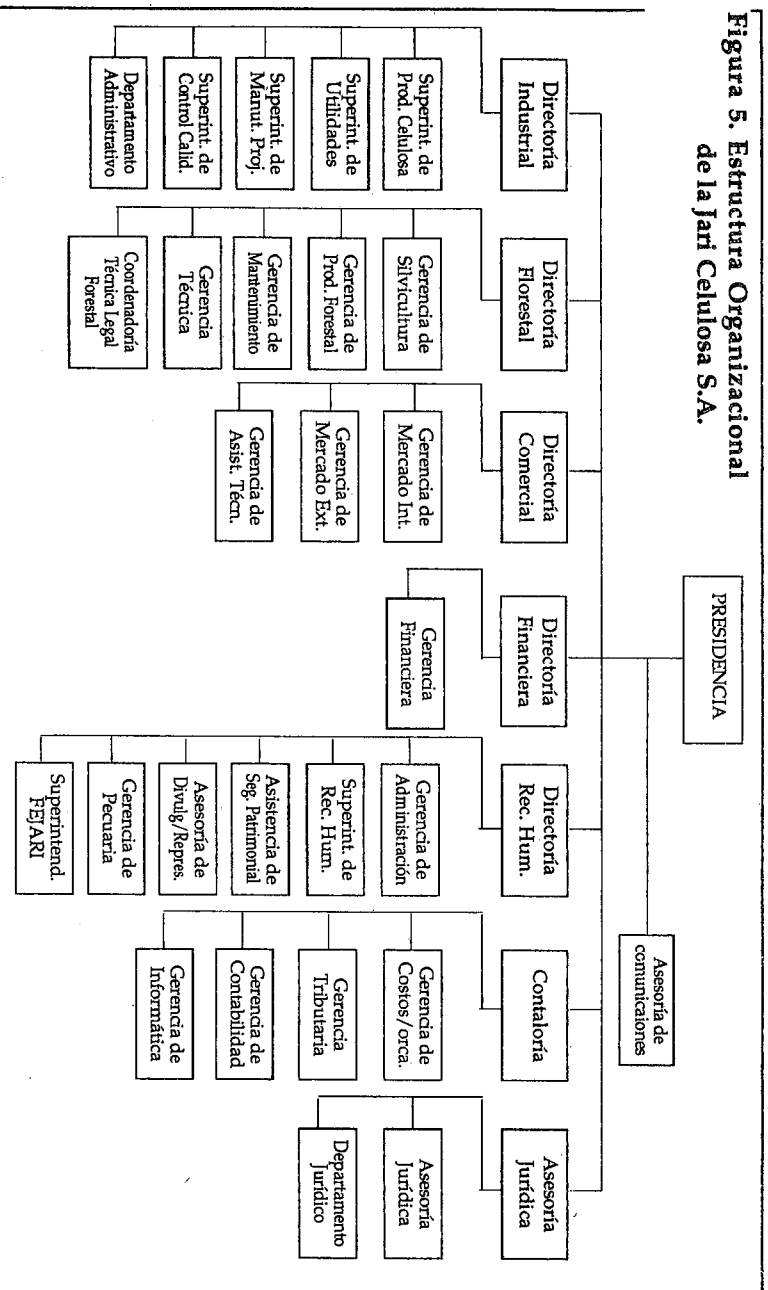 Figura 5. Estructura Organizacional
de la Jari Celulosa S.A.
PRESIDENCIA
Asesoría de
comunicaiones
Directoría
Industrial
Superint. de
Prod. Celulosa
Superint. de
Utilidades
Superint. de
Manut. Proj.
Superint. de
Control Calid.
Departamento
Administrativo
Directoría
Florestal
Gerencia de
Silvicultura
Gerencia de
Prod. Forestal
Gerencia de
Mantenimiento
Gerencia
Técnica
Coordenadoría
Técnica Legal
Forestal
Directoría
Comercial
Gerencia de
Mercado Int.
Gerencia de
Mercado Ext.
Gerencia de
Asist. Técn.
Directoría
Financiera
Gerencia
Financiera
Directoría
Rec. Hum.
Gerencia de
Administración
Superint. de
Rec. Hum.
Asistencia de
Seg. Patrimonial
Asesoría de
Divulg/Repres.
Gerencia de
Pecuaria
Superintend.
FEJARI
Contaloría
Gerencia de
Costos/orca.
Gerencia
Tributaria
Gerencia de
Contabilidad
Gerencia de
Informática
Asesoría
Jurídica
Asesoría
Jurídica
Departamento
Jurídico